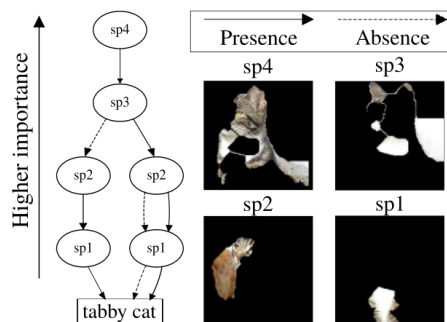 Higher importance
sp4
sp3
sp2 sp2
sp1 sp1
tabby cat
Presence Absence
sp4 sp3
sp2 sp1